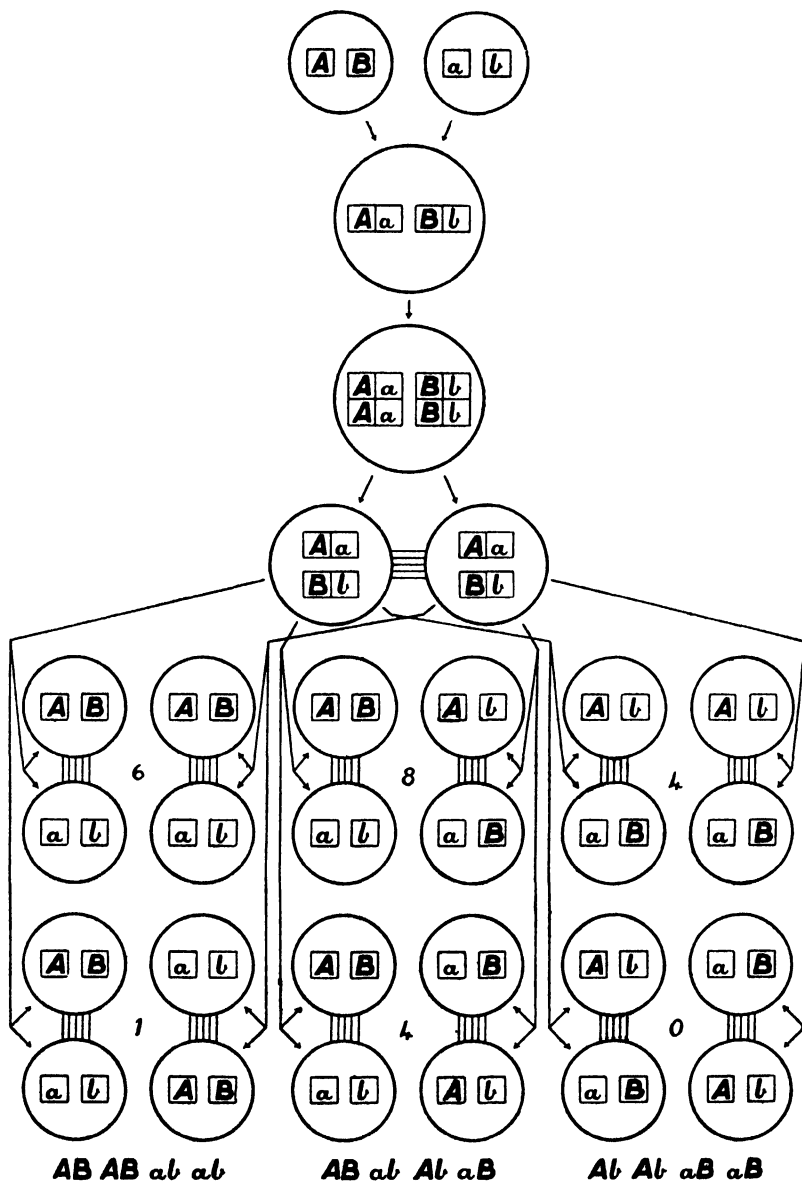 A B a b
Aa Bb
Aa Bb
Aa Bb
Aa Aa
Bb Bb
A B A B A B A b A b A b
6 8 4
a b a b a b a B a B a B
A B a b A B a B A b a B
1 4 0
a b A B a b A b a B A b
AB AB ab ab AB ab Ab aB Ab Ab aB aB